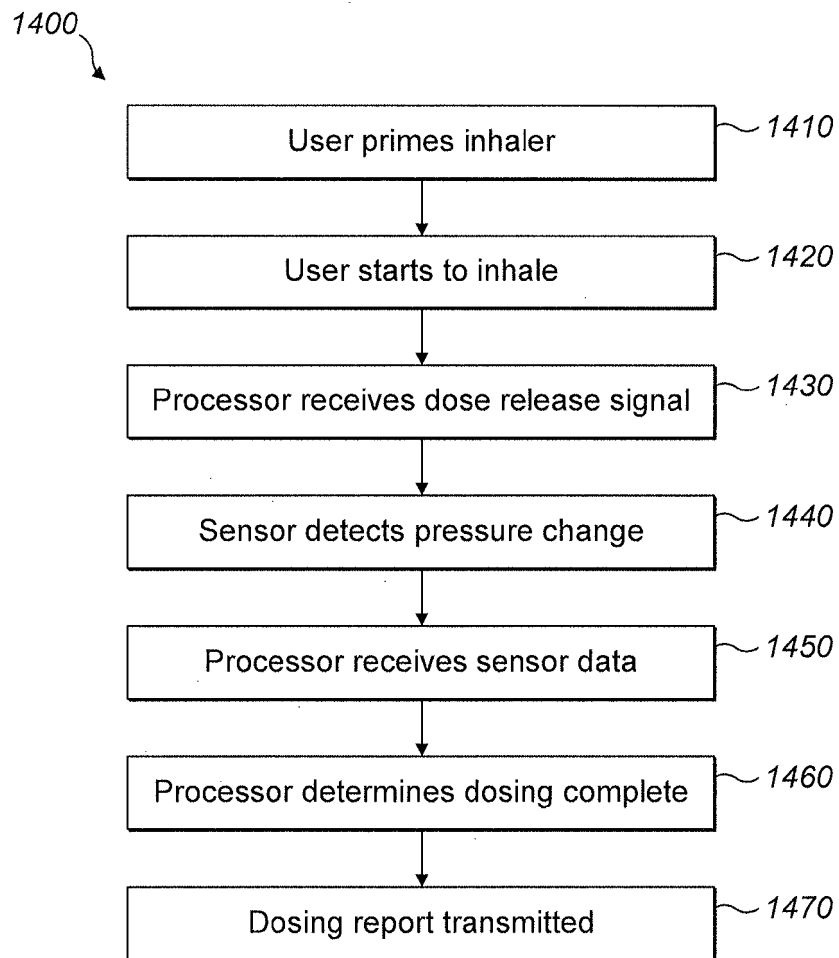 1400
User primes inhaler
1410
User starts to inhale
1420
Processor receives dose release signal
1430
Sensor detects pressure change
1440
Processor receives sensor data
1450
Processor determines dosing complete
1460
Dosing report transmitted
1470